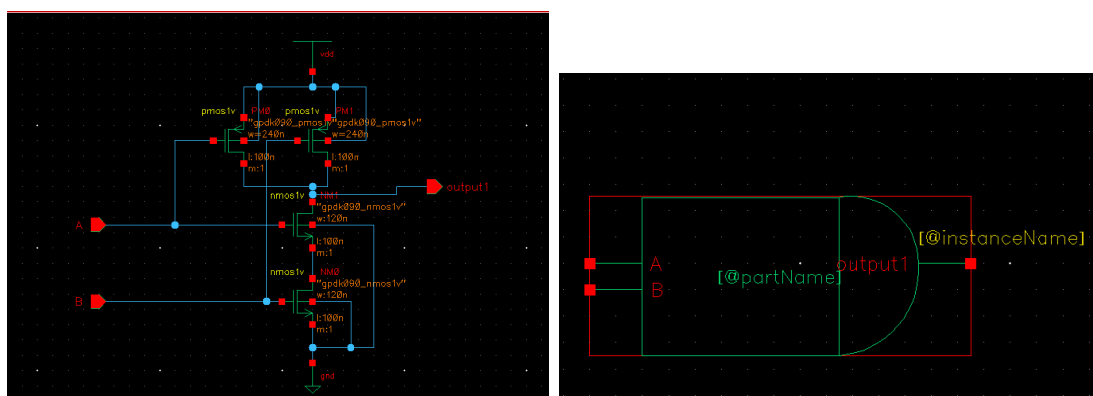 vdd
pmos1v PM0 pmos1v PM1
"gpdk090_pmos1v" "gpdk090_pmos1v"
w=240n w=240n
l:100n l:100n
m:1 m:1
output1
nmos1v NM1
"gpdk090_nmos1v"
w:120n
A
l:100n
m:1
nmos1v NM0
"gpdk090_nmos1v"
w:120n
B
l:100n
m:1
gnd
[@instanceName]
A output1
[@partName]
B